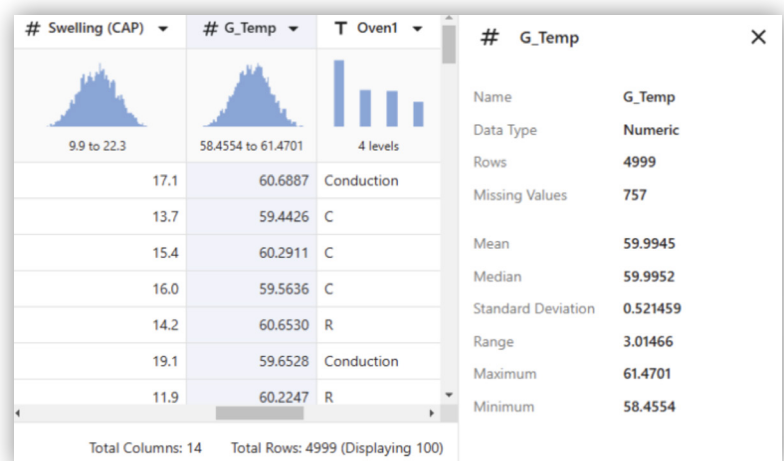 # Swelling (CAP) # G_Temp T Oven1
9.9 to 22.3 58.4554 to 61.4701 4 levels
17.1 60.6887 Conduction
13.7 59.4426 C
15.4 60.2911 C
16.0 59.5636 C
14.2 60.6530 R
19.1 59.6528 Conduction
11.9 60.2247 R
Total Columns: 14 Total Rows: 4999 (Displaying 100)
# G_Temp
Name G_Temp
Data Type Numeric
Rows 4999
Missing Values 757
Mean 59.9945
Median 59.9952
Standard Deviation 0.521459
Range 3.01466
Maximum 61.4701
Minimum 58.4554